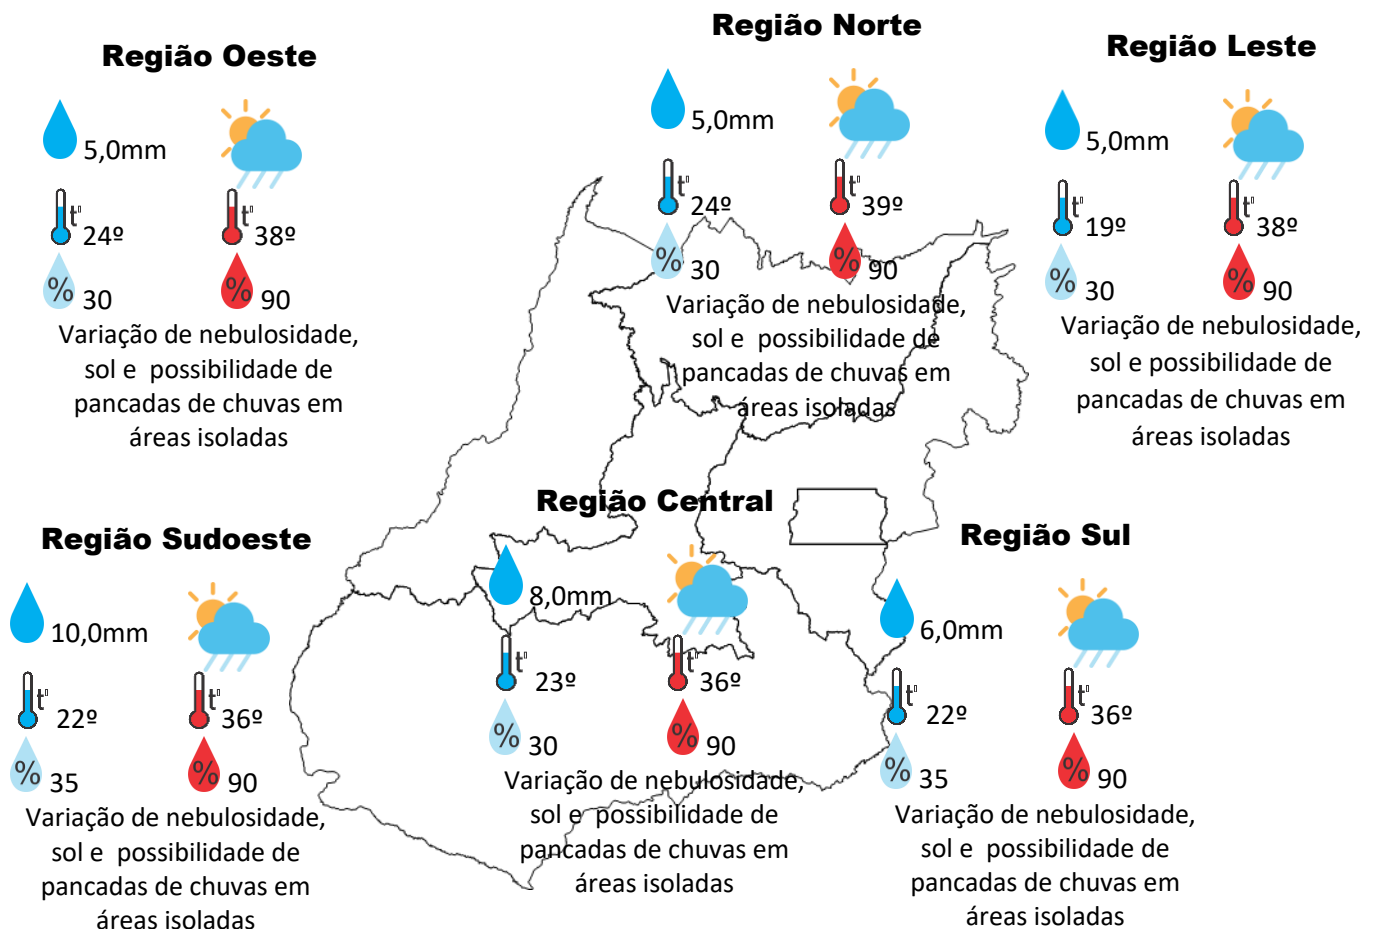 Região Oeste
5,0mm
t°
24º
t°
38º
%
30
%
90
Variação de nebulosidade,
sol e possibilidade de
pancadas de chuvas em
áreas isoladas
Região Norte
5,0mm
t°
24º
t°
39º
%
30
%
90
Variação de nebulosidade,
sol e possibilidade de
pancadas de chuvas em
áreas isoladas
Região Leste
5,0mm
t°
19º
t°
38º
%
30
%
90
Variação de nebulosidade,
sol e possibilidade de
pancadas de chuvas em
áreas isoladas
Região Sudoeste
10,0mm
t°
22º
t°
36º
%
35
%
90
Variação de nebulosidade,
sol e possibilidade de
pancadas de chuvas em
áreas isoladas
Região Central
8,0mm
t°
23º
t°
36º
%
30
%
90
Variação de nebulosidade,
sol e possibilidade de
pancadas de chuvas em
áreas isoladas
Região Sul
6,0mm
t°
22º
t°
36º
%
35
%
90
Variação de nebulosidade,
sol e possibilidade de
pancadas de chuvas em
áreas isoladas